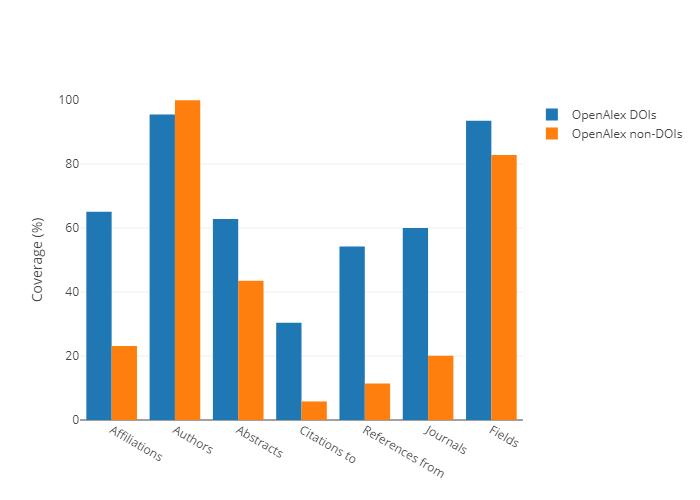 100
80
60
40
20
0
Coverage (%)
Affiliations
Authors
Abstracts
Citations to
References from
Journals
Fields
OpenAlex DOIs
OpenAlex non-DOIs